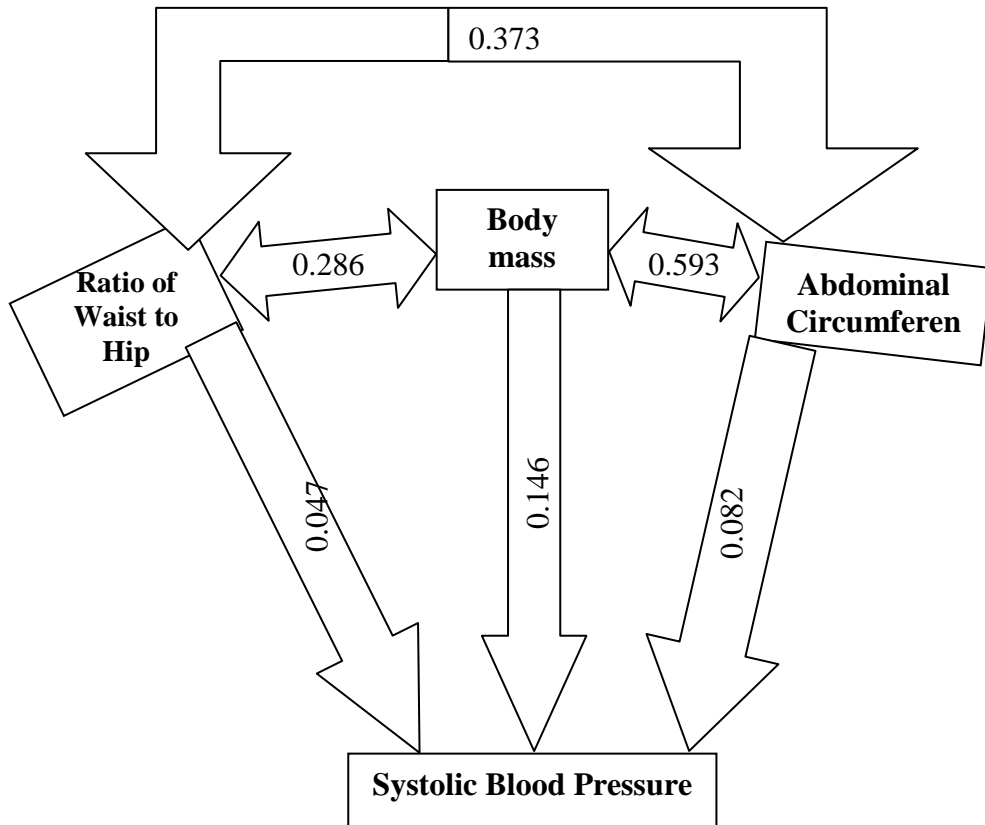 0.373
Body
mass
0.286
0.593
Ratio of
Waist to
Hip
Abdominal
Circumferen
0.047
0.146
0.082
Systolic Blood Pressure